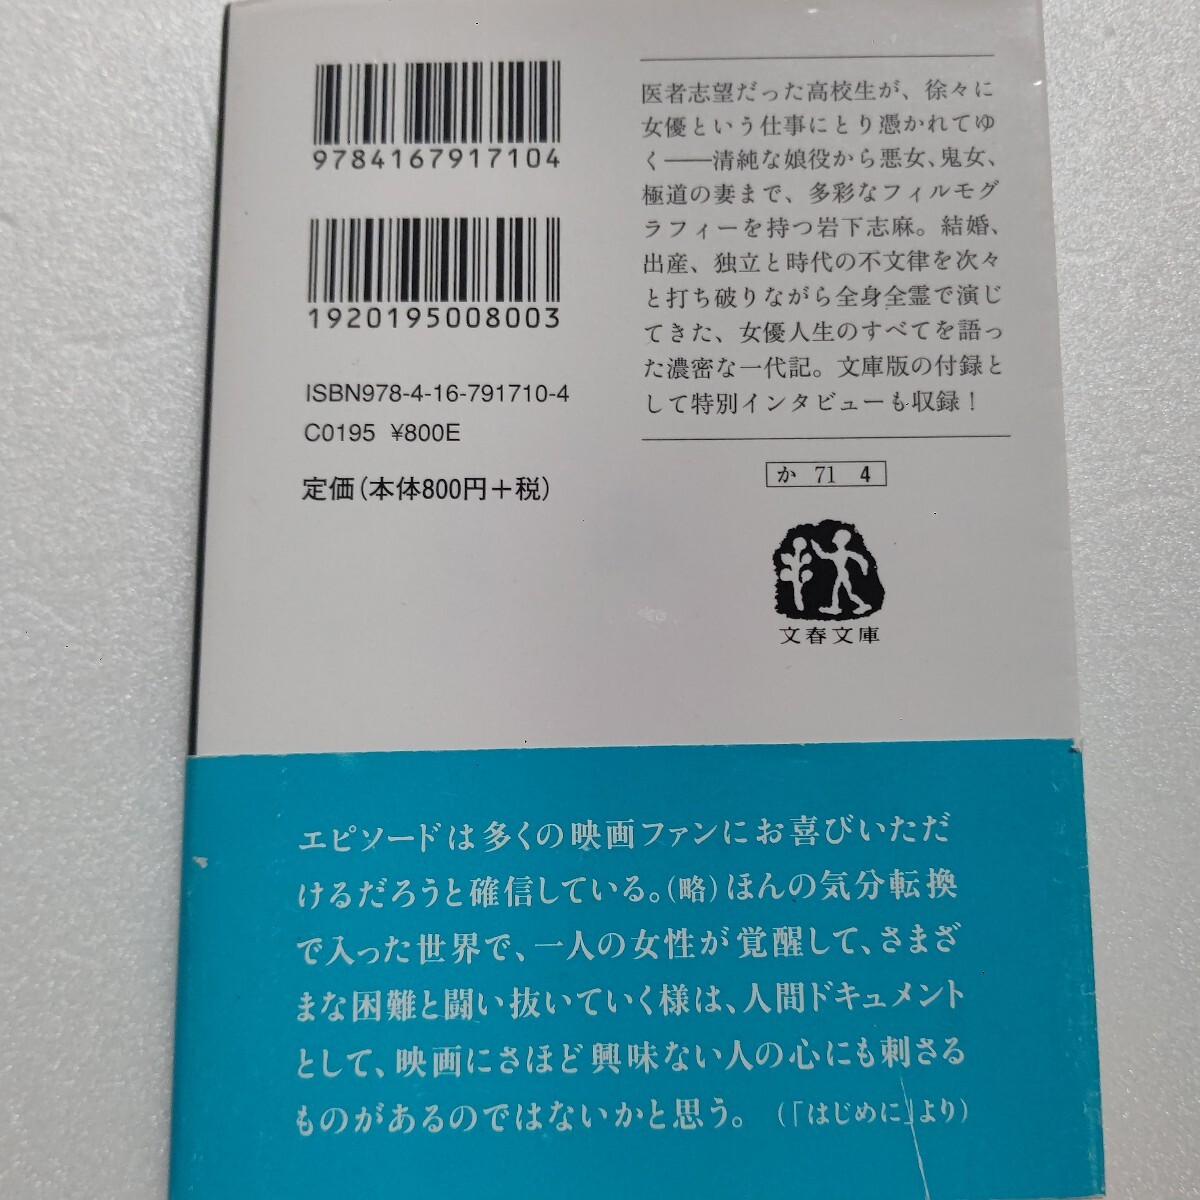 9784167917104
1920195008003
ISBN978-4-16-791710-4
C0195 ¥800E
定価(本体800円+税)
医者志望だった高校生が、徐々に
女優という仕事にとり憑かれてゆ
く――清純な娘役から悪女、鬼女、
極道の妻まで、多彩なフィルモグ
ラフィーを持つ岩下志麻。結婚、
出産、独立と時代の不文律を次々
と打ち破りながら全身全霊で演じ
てきた、女優人生のすべてを語っ
た濃密な一代記。文庫版の付録と
して特別インタビューも収録!
か 71 4
文春文庫
エピソードは多くの映画ファンにお喜びいただ
けるだろうと確信している。(略)ほんの気分転換
で入った世界で、一人の女性が覚醒して、さまざ
まな困難と闘い抜いていく様は、人間ドキュメント
として、映画にさほど興味ない人の心にも刺さる
ものがあるのではないかと思う。(「はじめに」より)